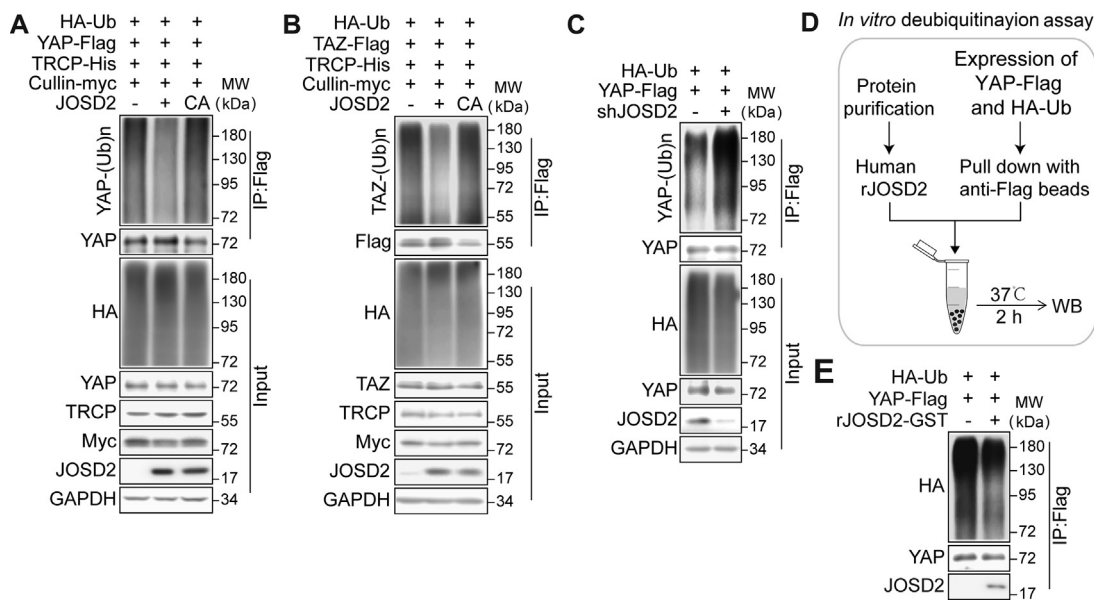 A
HA-Ub + + +
YAP-Flag + + +
TRCP-His + + +
Cullin-myc + + + MW
JOSD2 - + CA (kDa)
YAP-(Ub)n
180
130
95
72
IP:Flag
YAP 72
HA
180
130
95
72
YAP 72
TRCP 55
Myc 72
JOSD2 17
GAPDH 34
Input
B
HA-Ub + + +
TAZ-Flag + + +
TRCP-His + + +
Cullin-myc + + + MW
JOSD2 - + CA (kDa)
TAZ-(Ub)n
180
130
95
72
55
IP:Flag
Flag 55
HA
180
130
95
72
55
TAZ 55
TRCP 55
Myc 72
JOSD2 17
GAPDH 34
Input
C
HA-Ub + +
YAP-Flag + + MW
shJOSD2 - + (kDa)
YAP-(Ub)n
180
130
95
72
IP:Flag
YAP 72
HA
180
130
95
72
YAP 72
JOSD2 17
GAPDH 34
Input
D
In vitro deubiquitinayion assay
Protein
purification
Human
rJOSD2
Expression of
YAP-Flag
and HA-Ub
Pull down with
anti-Flag beads
37℃
2 h
WB
E
HA-Ub + +
YAP-Flag + + MW
rJOSD2-GST - + (kDa)
HA
180
130
95
72
YAP 72
JOSD2 17
IP:Flag